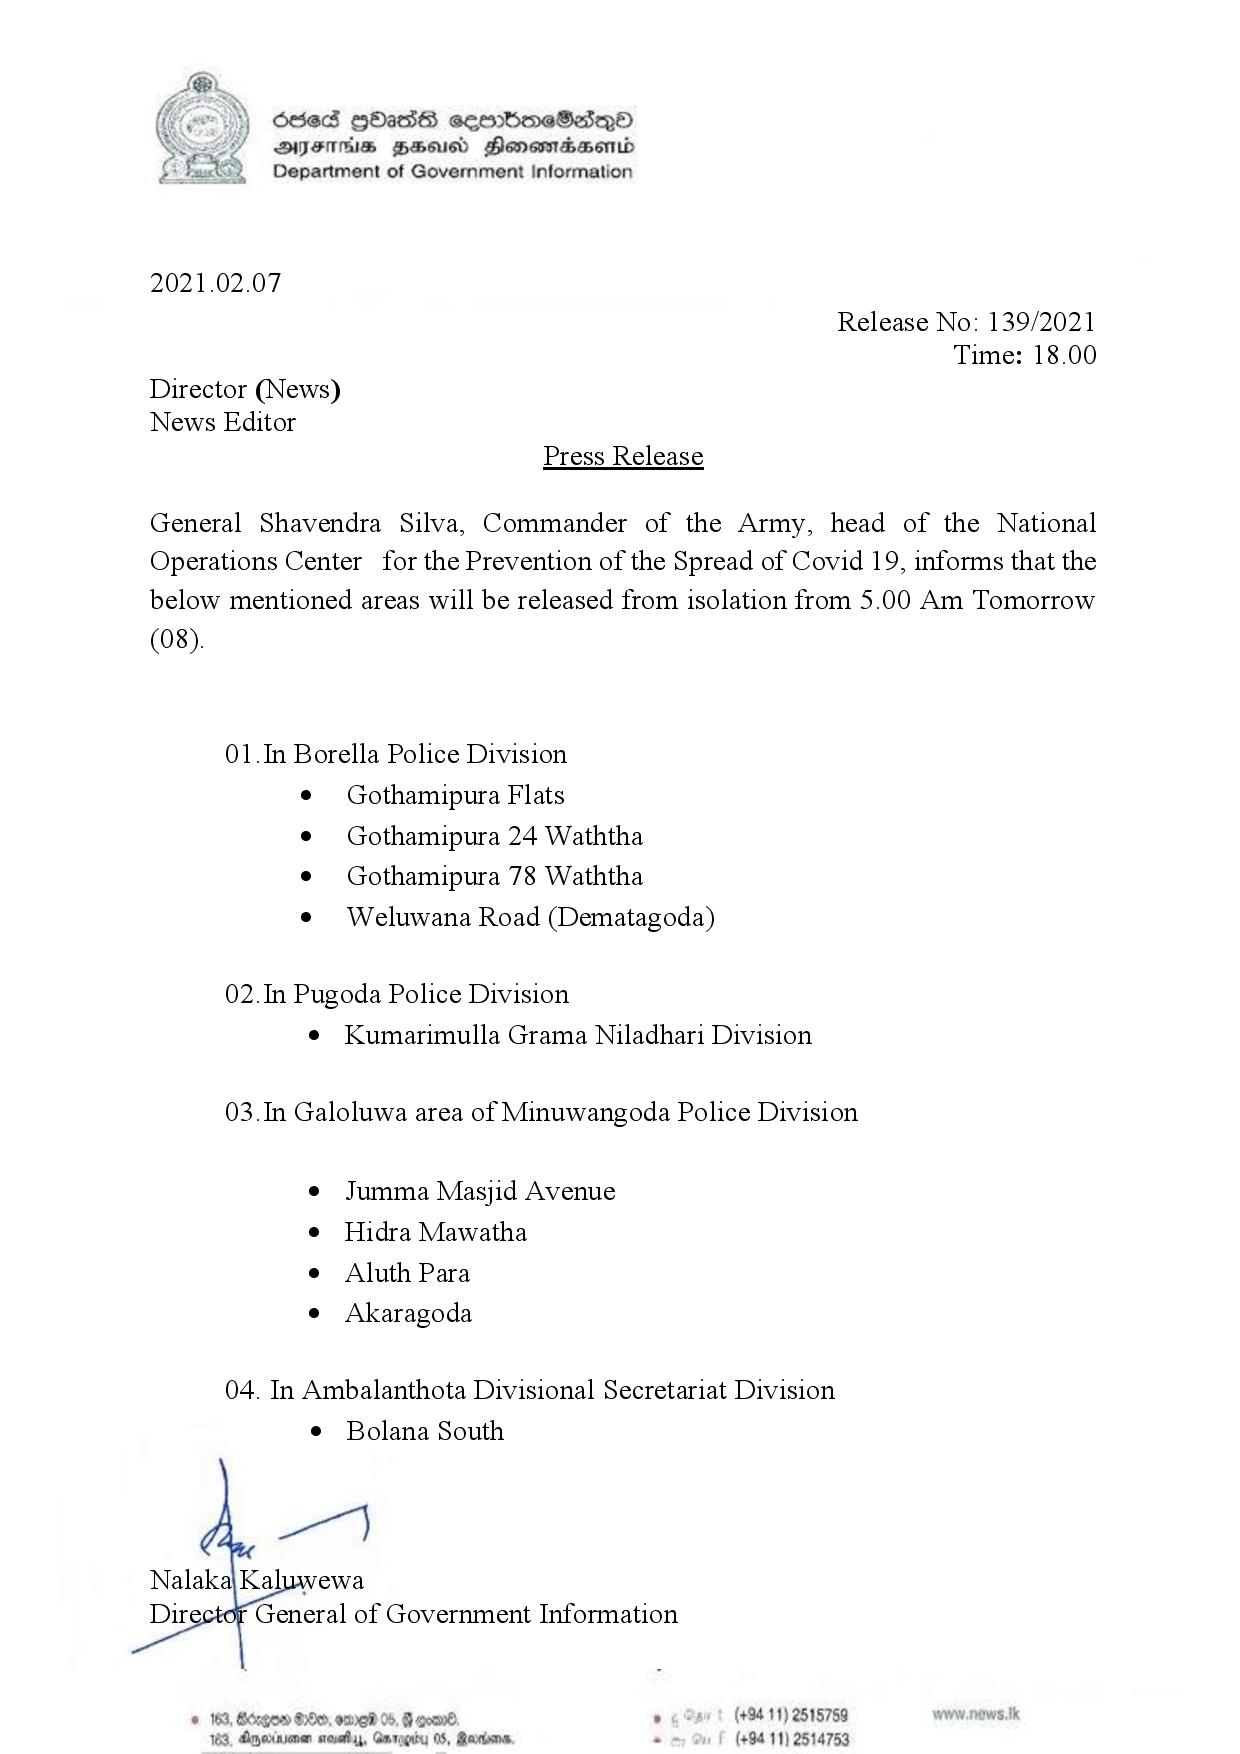 රජයේ ප්‍රවෘත්ති දෙපාර්තමේන්තුව
அரசாங்க தகவல் திணைக்களம்
Department of Government Information
2021.02.07
Release No: 139/2021
Time: 18.00
Director (News)
News Editor
Press Release
General Shavendra Silva, Commander of the Army, head of the National
Operations Center for the Prevention of the Spread of Covid 19, informs that the
below mentioned areas will be released from isolation from 5.00 Am Tomorrow
(08).
01.In Borella Police Division
• Gothamipura Flats
• Gothamipura 24 Waththa
• Gothamipura 78 Waththa
• Weluwana Road (Dematagoda)
02.In Pugoda Police Division
• Kumarimulla Grama Niladhari Division
03.In Galoluwa area of Minuwangoda Police Division
• Jumma Masjid Avenue
• Hidra Mawatha
• Aluth Para
• Akaragoda
04. In Ambalanthota Divisional Secretariat Division
• Bolana South
Nalaka Kaluwewa
Director General of Government Information
• 163, කිරුලපන මාවත, කොළඹ 05, ශ්‍රී ලංකාව.
163, கிருலப்பனை எவனியூ, கொழும்பு 05, இலங்கை.
(+94 11) 2515759
(+94 11) 2514753
www.news.lk